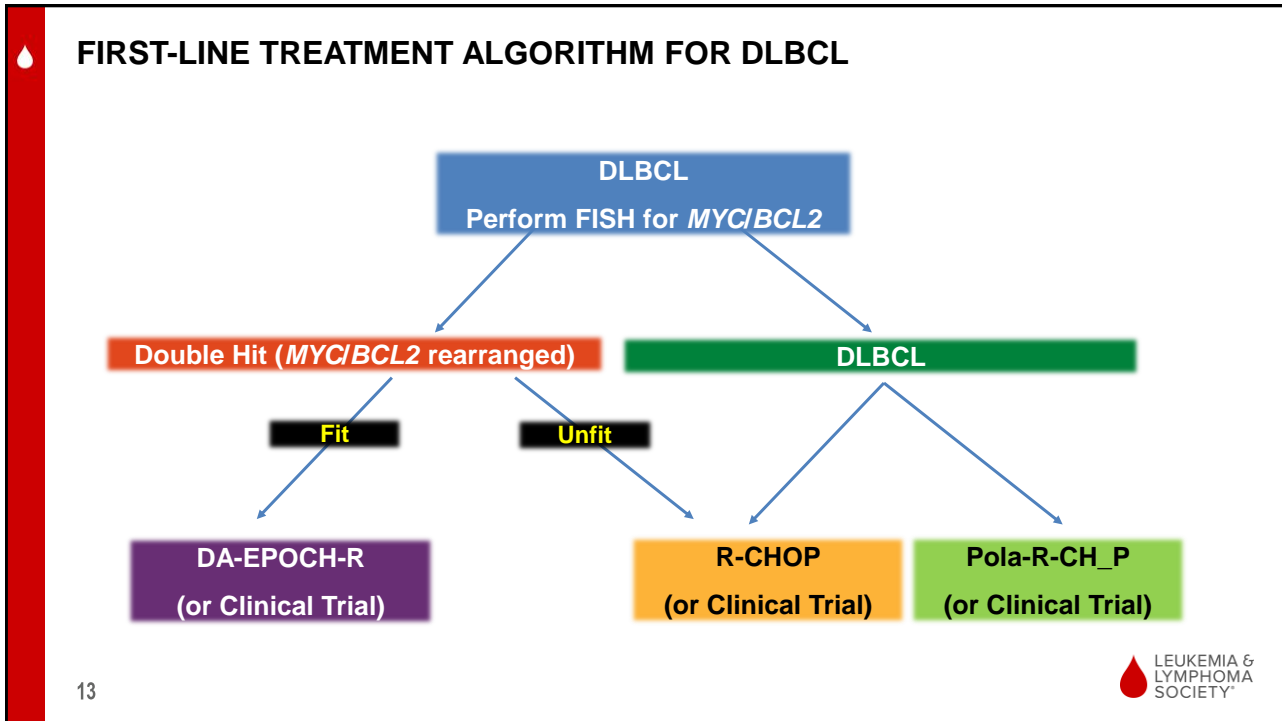 FIRST-LINE TREATMENT ALGORITHM FOR DLBCL
DLBCL
Perform FISH for MYC/BCL2
Double Hit (MYC/BCL2 rearranged)
DLBCL
Fit
Unfit
DA-EPOCH-R
(or Clinical Trial)
R-CHOP
(or Clinical Trial)
Pola-R-CH_P
(or Clinical Trial)
13
LEUKEMIA &
LYMPHOMA
SOCIETY®